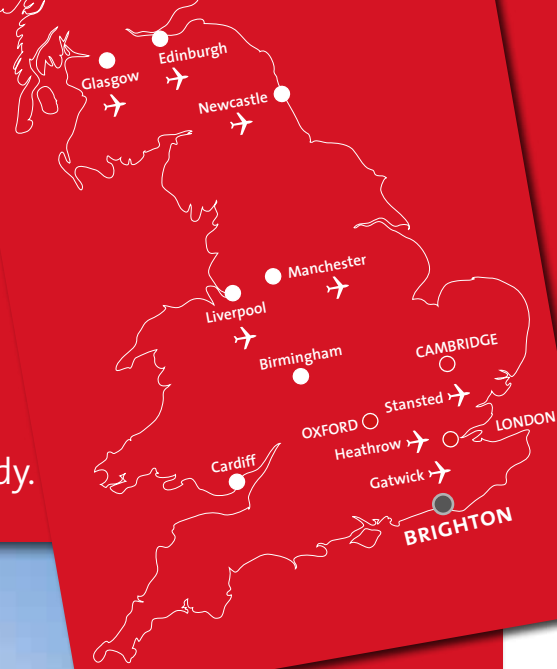 Edinburgh
Glasgow
Newcastle
Manchester
Liverpool
Birmingham
CAMBRIDGE
Stansted
OXFORD
LONDON
Heathrow
Cardiff
dy.
Gatwick
BRIGHTON